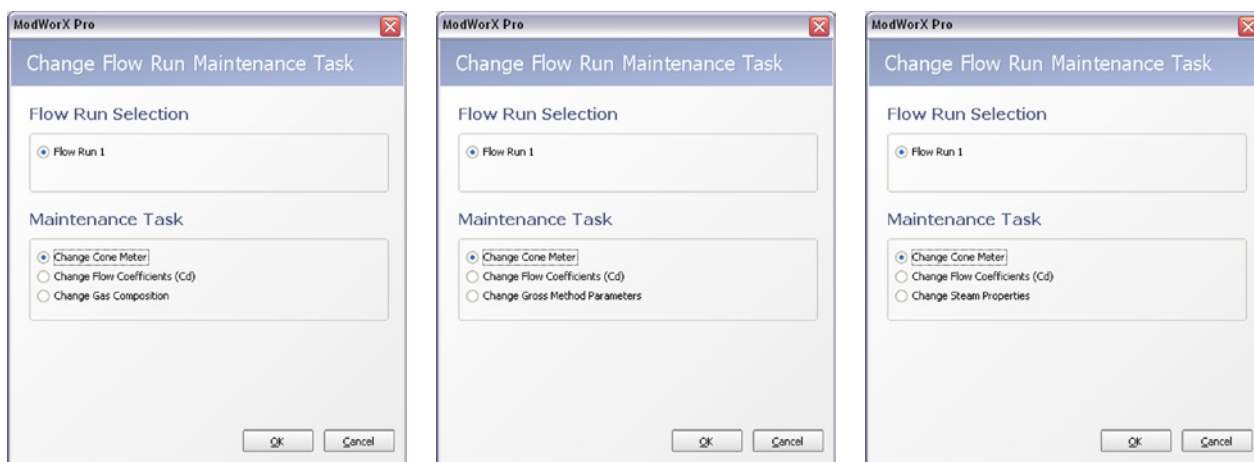 ModWorX Pro
Change Flow Run Maintenance Task
Flow Run Selection
Flow Run 1
Maintenance Task
Change Cone Meter
Change Flow Coefficients (Cd)
Change Gas Composition
OK
Cancel
ModWorX Pro
Change Flow Run Maintenance Task
Flow Run Selection
Flow Run 1
Maintenance Task
Change Cone Meter
Change Flow Coefficients (Cd)
Change Gross Method Parameters
OK
Cancel
ModWorX Pro
Change Flow Run Maintenance Task
Flow Run Selection
Flow Run 1
Maintenance Task
Change Cone Meter
Change Flow Coefficients (Cd)
Change Steam Properties
OK
Cancel